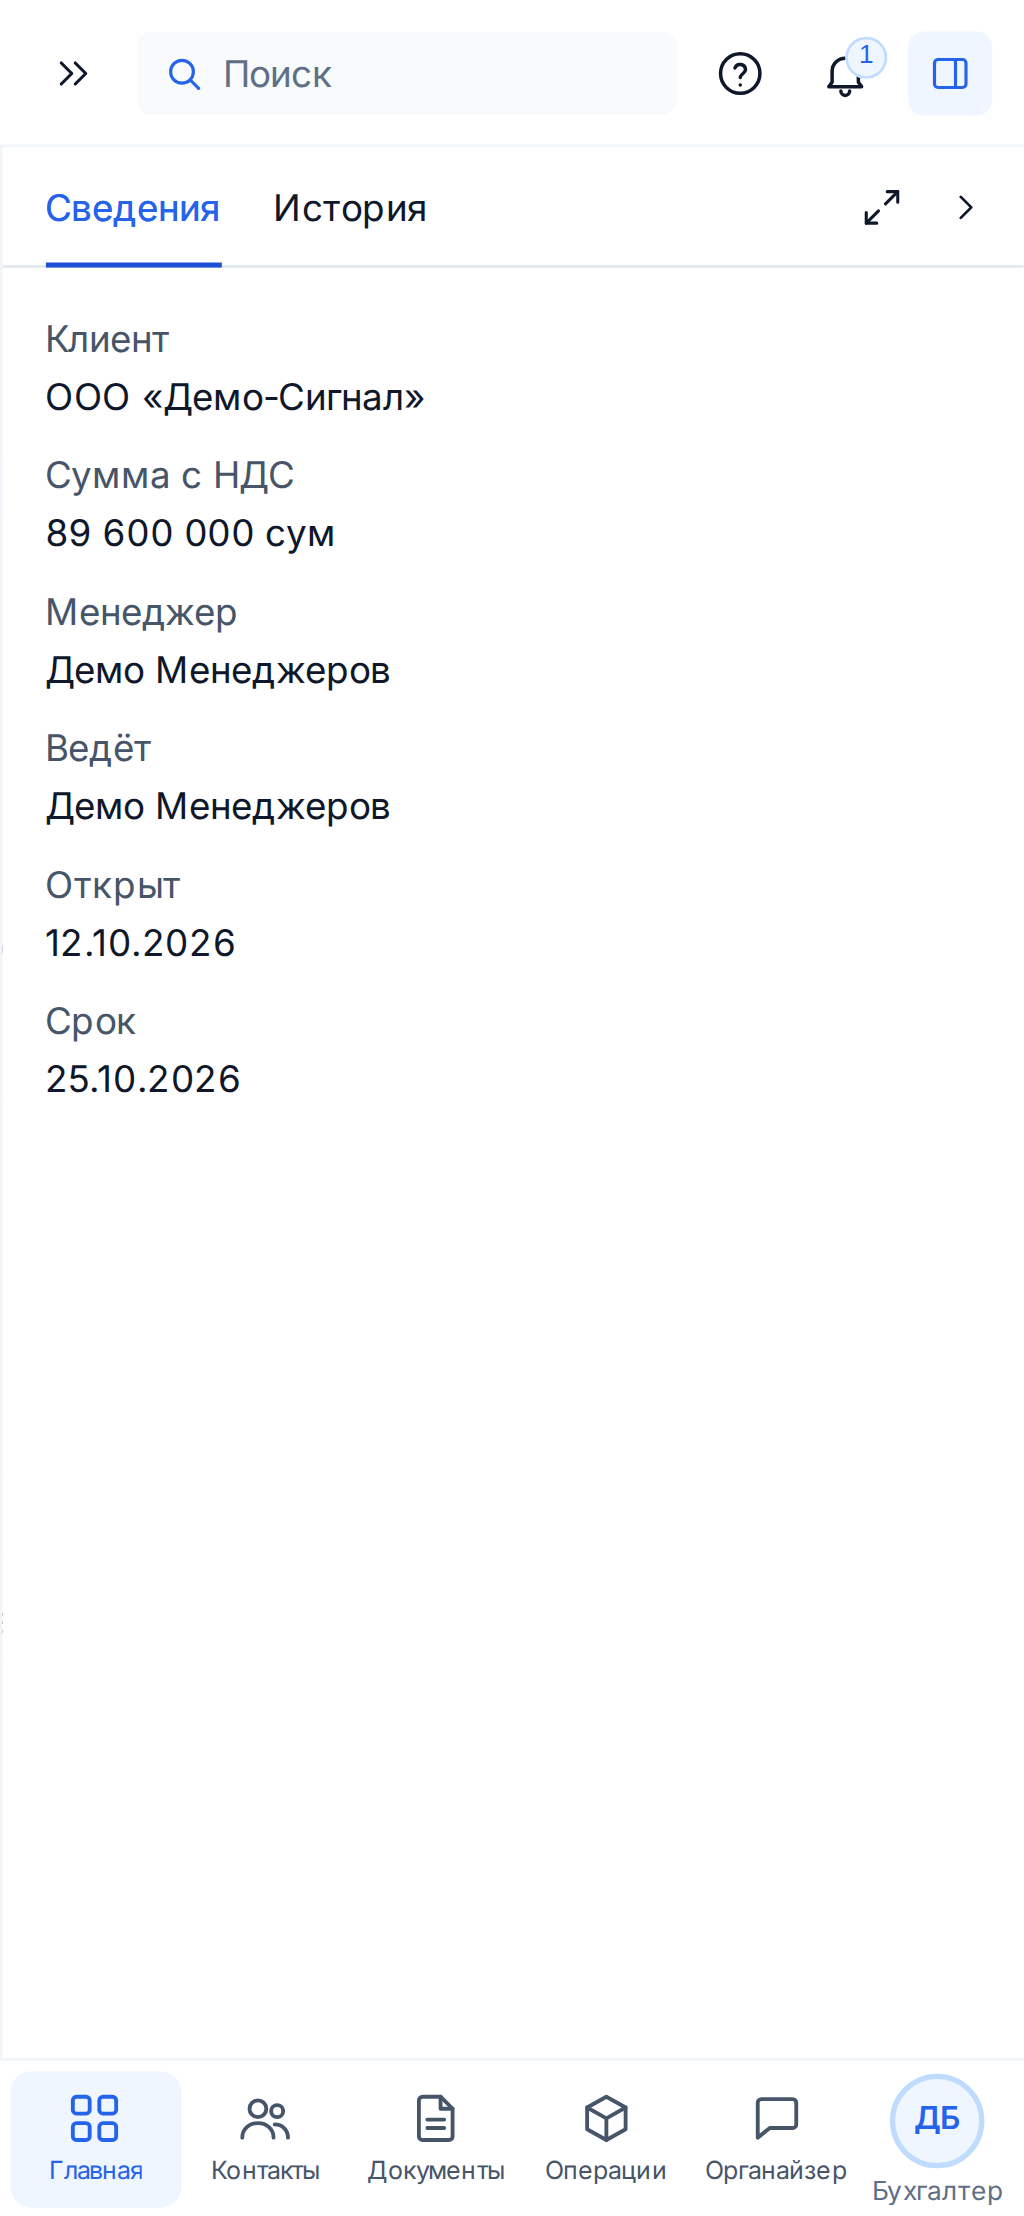 Поиск
1
Сведения
История
Клиент
ООО «Демо-Сигнал»
Сумма с НДС
89 600 000 сум
Менеджер
Демо Менеджеров
Ведёт
Демо Менеджеров
Открыт
12.10.2026
Срок
25.10.2026
Главная
Контакты
Документы
Операции
Органайзер
ДБ
Бухгалтер